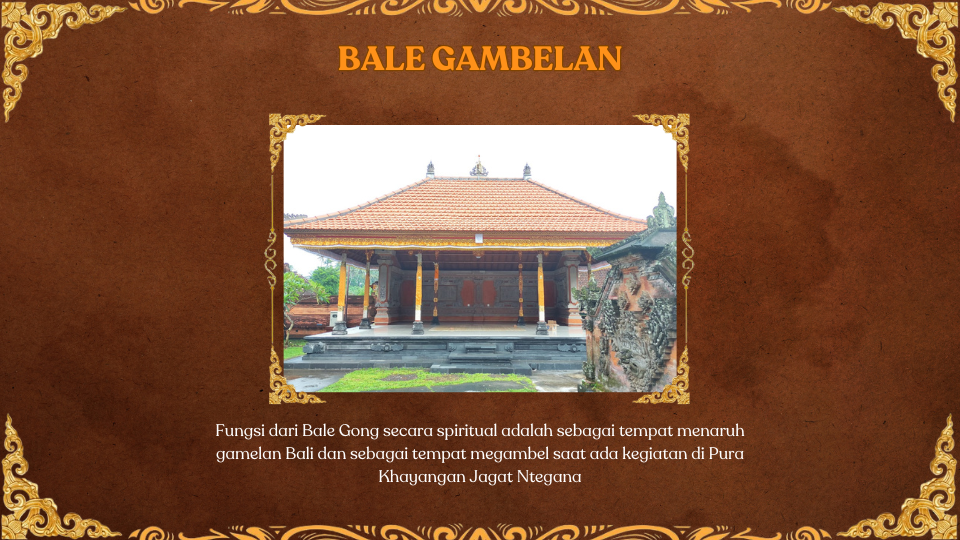 BALE GAMBELAN
Fungsi dari Bale Gong secara spiritual adalah sebagai tempat menaruh
gamelan Bali dan sebagai tempat megambel saat ada kegiatan di Pura
Khayangan Jagat Ntegana